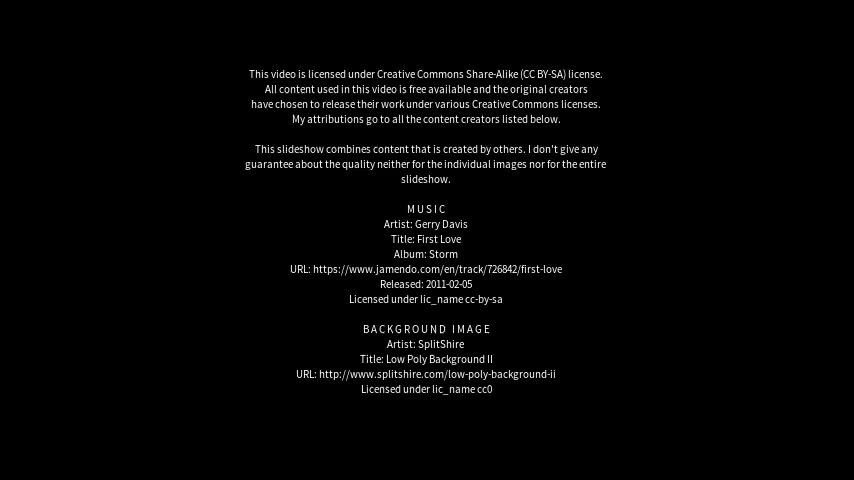 This video is licensed under Creative Commons Share-Alike (CC BY-SA) license.
All content used in this video is free available and the original creators
have chosen to release their work under various Creative Commons licenses.
My attributions go to all the content creators listed below.
This slideshow combines content that is created by others. I don't give any
guarantee about the quality neither for the individual images nor for the entire
slideshow.
MUSIC
Artist: Gerry Davis
Title: First Love
Album: Storm
URL: https://www.jamendo.com/en/track/726842/first-love
Released: 2011-02-05
Licensed under lic_name cc-by-sa
BACKGROUND IMAGE
Artist: SplitShire
Title: Low Poly Background II
URL: http://www.splitshire.com/low-poly-background-ii
Licensed under lic_name cc0